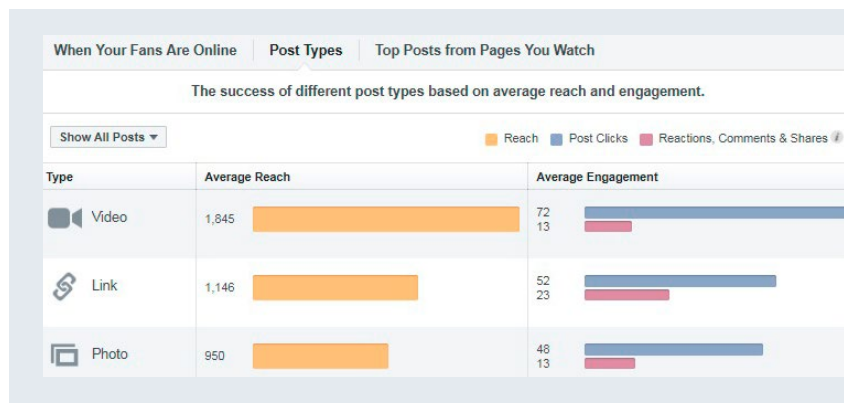 When Your Fans Are Online Post Types Top Posts from Pages You Watch
The success of different post types based on average reach and engagement.
Show All Posts
Reach Post Clicks Reactions, Comments & Shares i
Type Average Reach Average Engagement
Video 1,845 72
13
Link 1,146 52
23
Photo 950 48
13